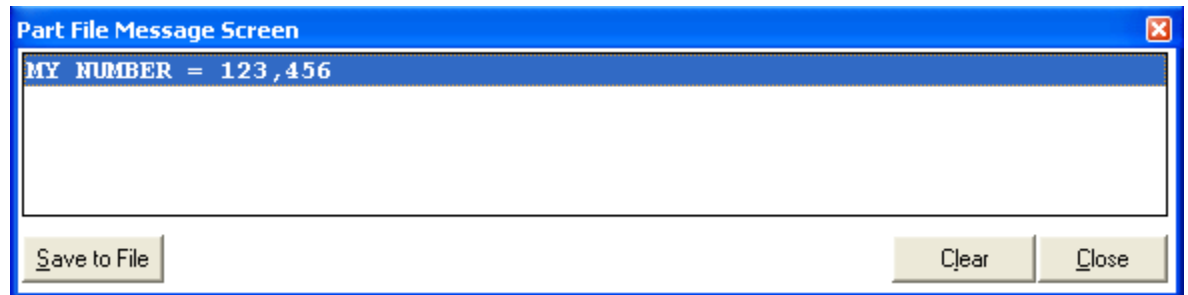 Part File Message Screen
MY NUMBER = 123,456
Save to File
Clear
Close